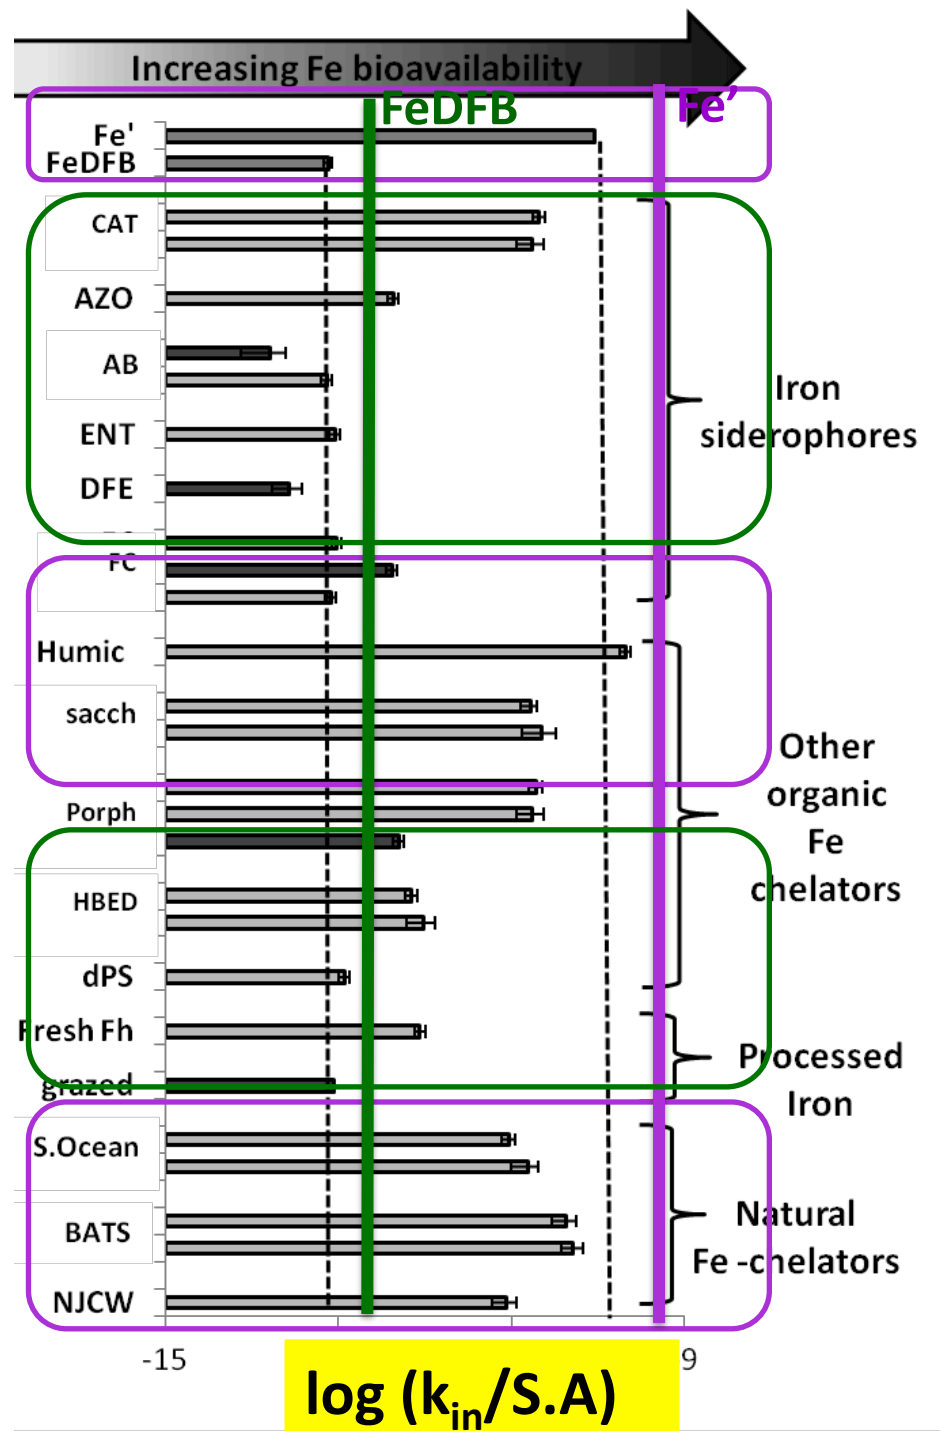 Increasing Fe bioavailability
FeDFB
Fe’
Fe'
FeDFB
CAT
AZO
AB
ENT
DFE
FC
Humic
sacch
Porph
HBED
dPS
Fresh Fh
grazed
S.Ocean
BATS
NJCW
Iron
siderophores
Other
organic
Fe
chelators
Processed
Iron
Natural
Fe -chelators
-15
9
log (kin/S.A)